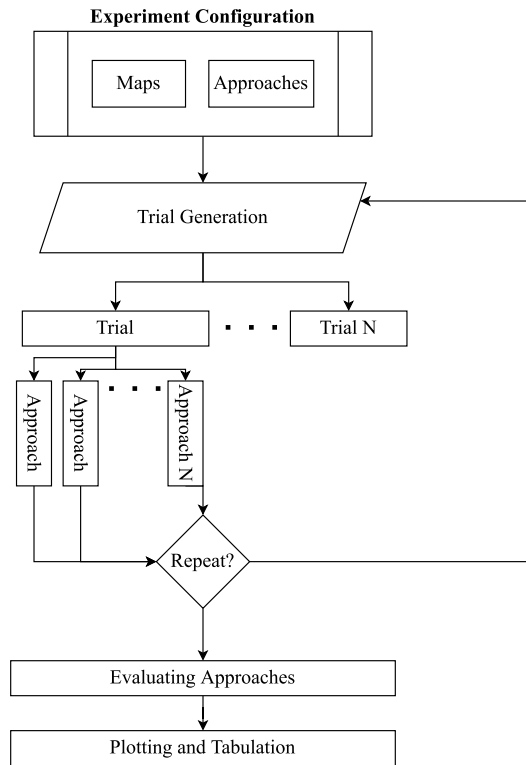 Experiment Configuration
Maps
Approaches
Trial Generation
Trial
Trial N
Approach
Approach
Approach N
Repeat?
Evaluating Approaches
Plotting and Tabulation